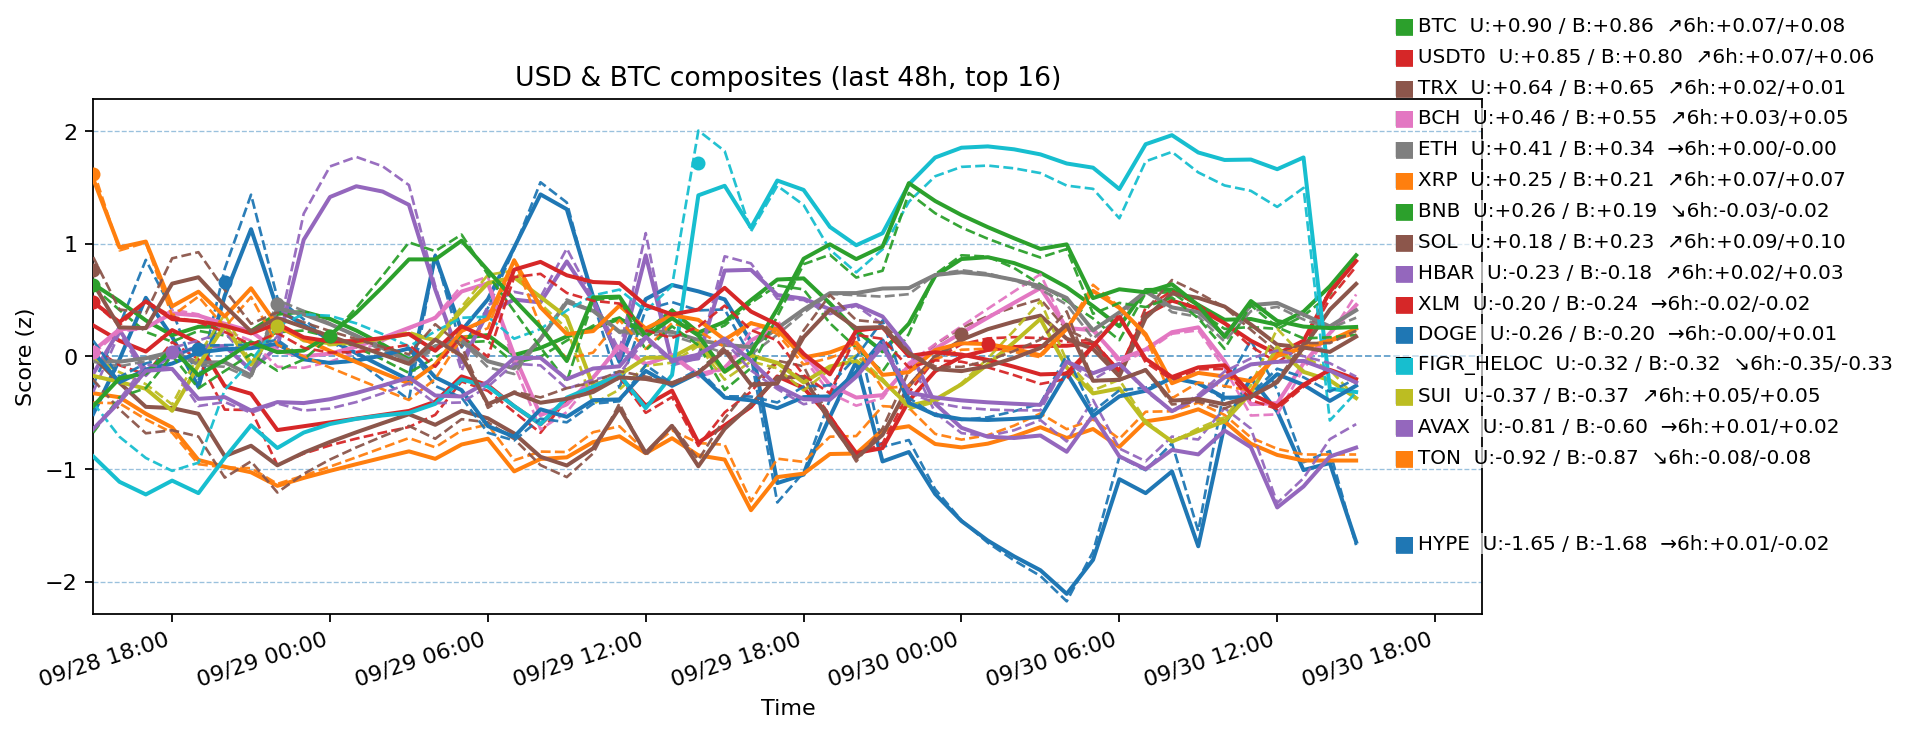 USD & BTC composites (last 48h, top 16)
BTC  U:+0.90 / B:+0.86  ↗6h:+0.07/+0.08
USDT0  U:+0.85 / B:+0.80  ↗6h:+0.07/+0.06
TRX  U:+0.64 / B:+0.65  ↗6h:+0.02/+0.01
BCH  U:+0.46 / B:+0.55  ↗6h:+0.03/+0.05
ETH  U:+0.41 / B:+0.34  →6h:+0.00/-0.00
XRP  U:+0.25 / B:+0.21  ↗6h:+0.07/+0.07
BNB  U:+0.26 / B:+0.19  ↘6h:-0.03/-0.02
SOL  U:+0.18 / B:+0.23  ↗6h:+0.09/+0.10
HBAR  U:-0.23 / B:-0.18  ↗6h:+0.02/+0.03
XLM  U:-0.20 / B:-0.24  →6h:-0.02/-0.02
DOGE  U:-0.26 / B:-0.20  →6h:-0.00/+0.01
FIGR_HELOC  U:-0.32 / B:-0.32  ↘6h:-0.35/-0.33
SUI  U:-0.37 / B:-0.37  ↗6h:+0.05/+0.05
AVAX  U:-0.81 / B:-0.60  →6h:+0.01/+0.02
TON  U:-0.92 / B:-0.87  ↘6h:-0.08/-0.08
HYPE  U:-1.65 / B:-1.68  →6h:+0.01/-0.02
Score (z)
2
1
0
−1
−2
09/28 18:00
09/29 00:00
09/29 06:00
09/29 12:00
09/29 18:00
09/30 00:00
09/30 06:00
09/30 12:00
09/30 18:00
Time